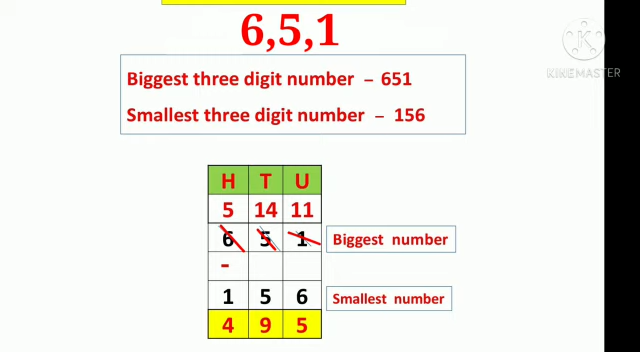 6,5,1
KINEMASTER
Biggest three digit number – 651
Smallest three digit number – 156
H T U
5 14 11
6 5 1 Biggest number
-
1 5 6 Smallest number
4 9 5